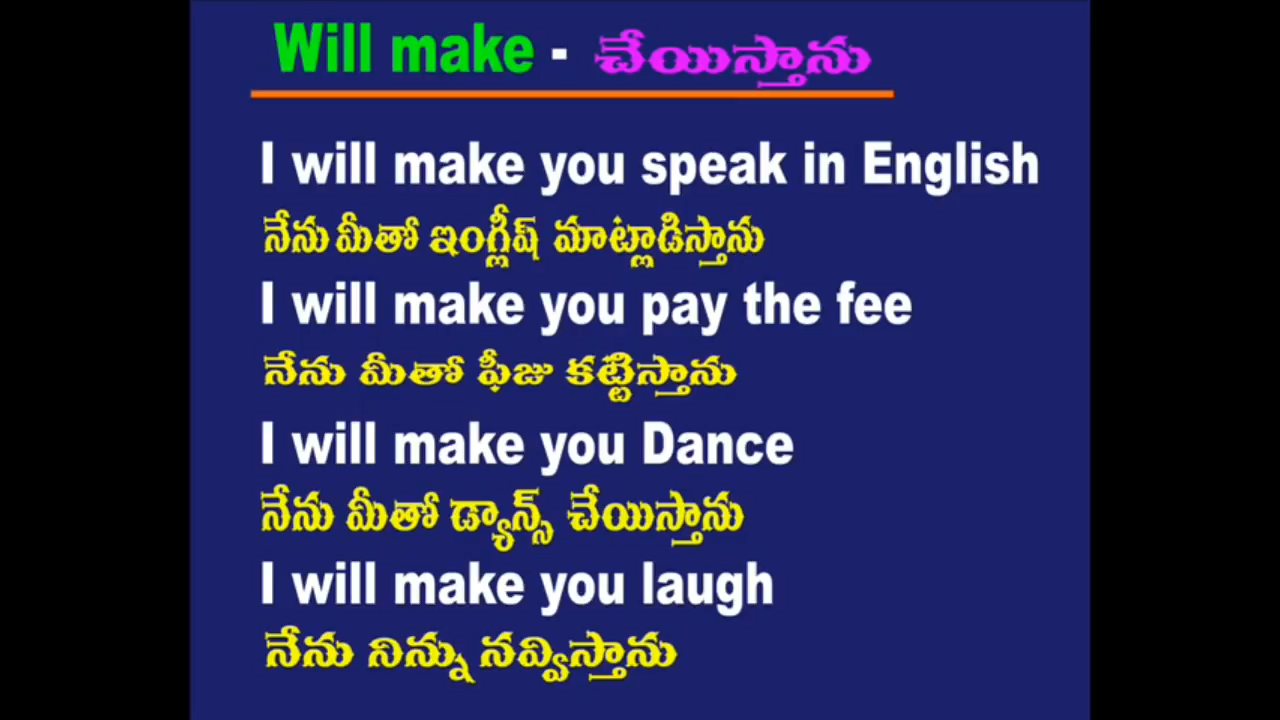 Will make - చేయిస్తాను
I will make you speak in English
నేను మీతో ఇంగ్లీష్ మాట్లాడిస్తాను
I will make you pay the fee
నేను మీతో ఫీజు కట్టిస్తాను
I will make you Dance
నేను మీతో డ్యాన్స్ చేయిస్తాను
I will make you laugh
నేను నిన్ను నవ్విస్తాను